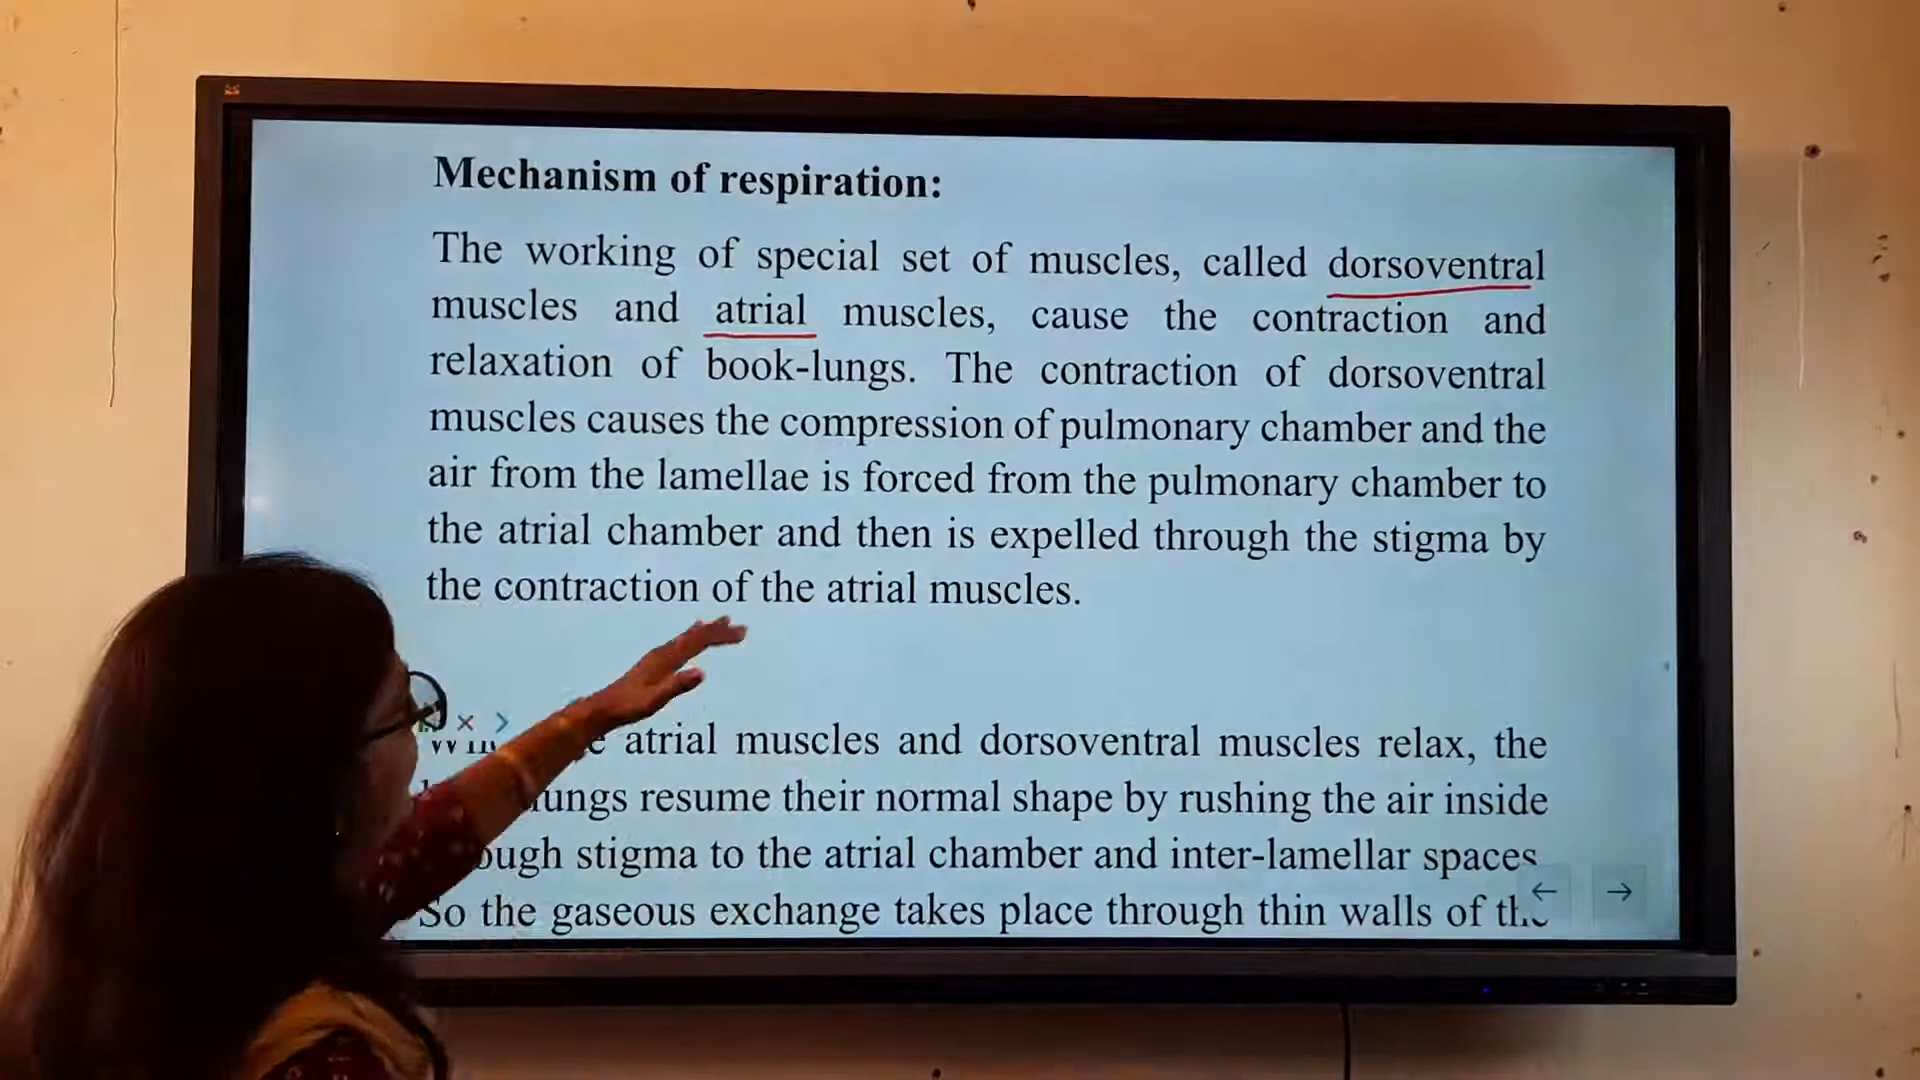 Mechanism of respiration:
The working of special set of muscles, called dorsoventral
muscles and atrial muscles, cause the contraction and
relaxation of book-lungs. The contraction of dorsoventral
muscles causes the compression of pulmonary chamber and the
air from the lamellae is forced from the pulmonary chamber to
the atrial chamber and then is expelled through the stigma by
the contraction of the atrial muscles.
atrial muscles and dorsoventral muscles relax, the
lungs resume their normal shape by rushing the air inside
stigma to the atrial chamber and inter-lamellar spaces
So the gaseous exchange takes place through thin walls of the